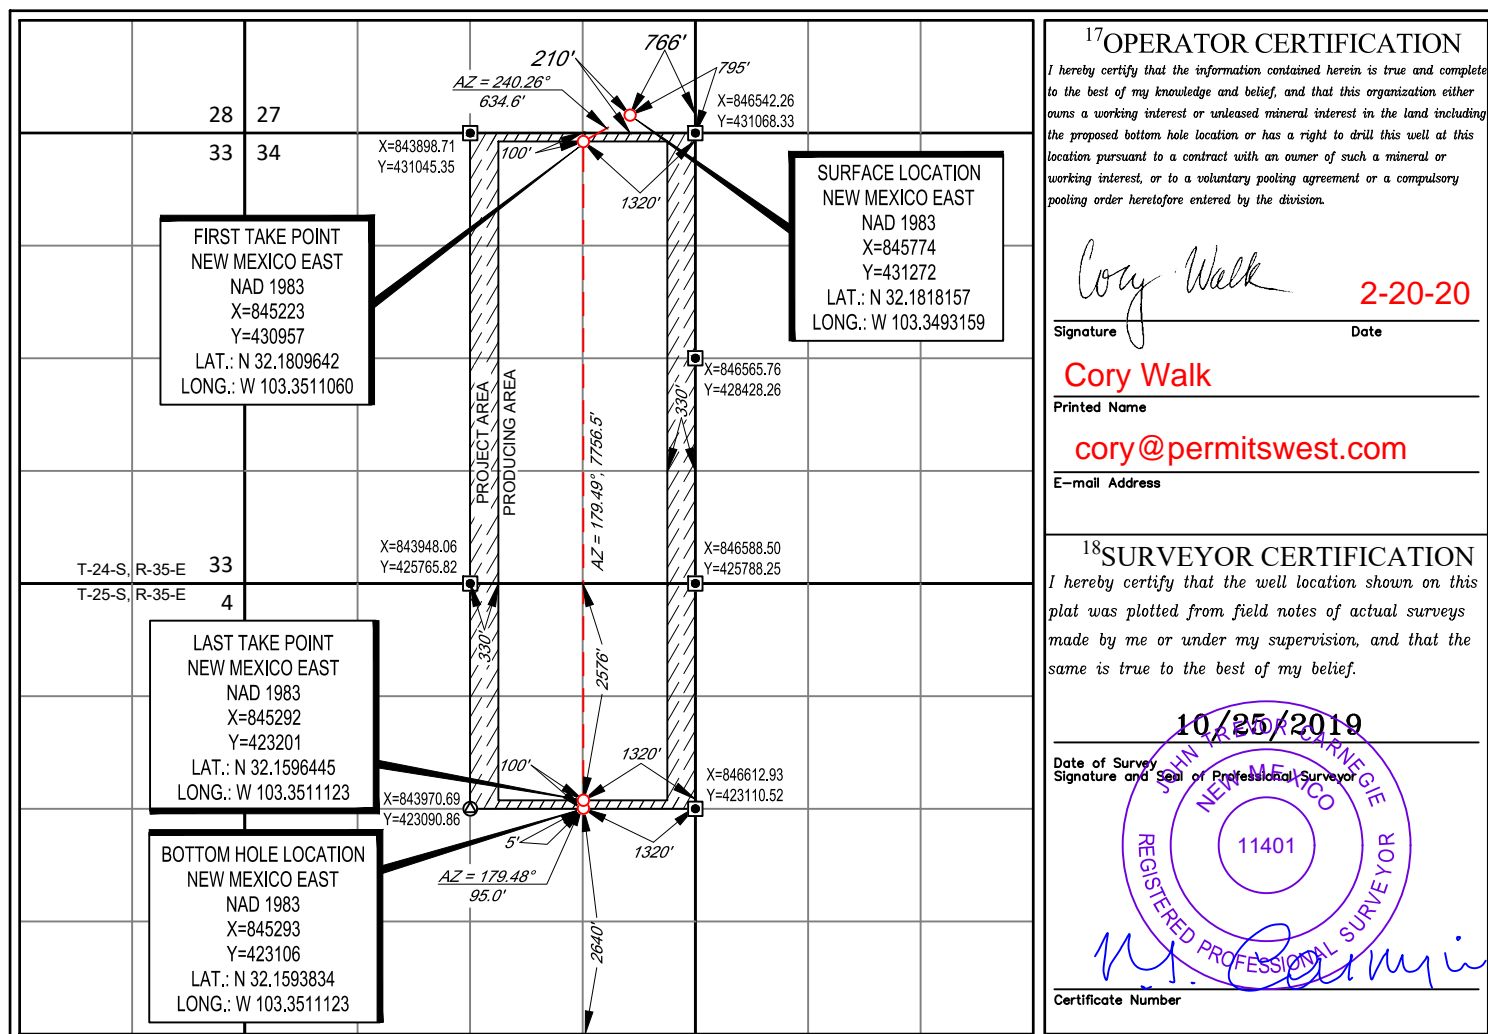 28 27
33 34
T-24-S, R-35-E 33
T-25-S, R-35-E 4
210'
766'
795'
AZ = 240.26°
634.6'
X=846542.26
Y=431068.33
X=843898.71
Y=431045.35
100'
1320'
SURFACE LOCATION
NEW MEXICO EAST
NAD 1983
X=845774
Y=431272
LAT.: N 32.1818157
LONG.: W 103.3493159
FIRST TAKE POINT
NEW MEXICO EAST
NAD 1983
X=845223
Y=430957
LAT.: N 32.1809642
LONG.: W 103.3511060
X=846565.76
Y=428428.26
330'
PROJECT AREA
PRODUCING AREA
AZ = 179.49°, 7756.5'
X=843948.06
Y=425765.82
X=846588.50
Y=425788.25
330'
2576'
LAST TAKE POINT
NEW MEXICO EAST
NAD 1983
X=845292
Y=423201
LAT.: N 32.1596445
LONG.: W 103.3511123
100'
1320'
X=846612.93
Y=423110.52
X=843970.69
Y=423090.86
5'
1320'
AZ = 179.48°
95.0'
2640'
BOTTOM HOLE LOCATION
NEW MEXICO EAST
NAD 1983
X=845293
Y=423106
LAT.: N 32.1593834
LONG.: W 103.3511123
17 OPERATOR CERTIFICATION
I hereby certify that the information contained herein is true and complete
to the best of my knowledge and belief, and that this organization either
owns a working interest or unleased mineral interest in the land including
the proposed bottom hole location or has a right to drill this well at this
location pursuant to a contract with an owner of such a mineral or
working interest, or to a voluntary pooling agreement or a compulsory
pooling order heretofore entered by the division.
Cory Walk
2-20-20
Signature Date
Cory Walk
Printed Name
cory@permitswest.com
E-mail Address
18 SURVEYOR CERTIFICATION
I hereby certify that the well location shown on this
plat was plotted from field notes of actual surveys
made by me or under my supervision, and that the
same is true to the best of my belief.
10/25/2019
Date of Survey
Signature and Seal of Professional Surveyor
JOHN TREVOR CARNEGIE
NEW MEXICO
11401
REGISTERED PROFESSIONAL SURVEYOR
Certificate Number